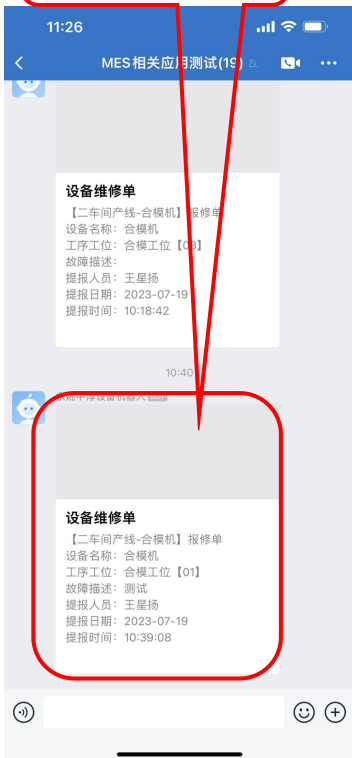 11:26
MES相关应用测试(19)
设备维修单
【二车间产线-合模机】报修单
设备名称：合模机
工序工位：合模工位【03】
故障描述：
提报人员：王星扬
提报日期：2023-07-19
提报时间：10:18:42
10:40
设备机器人
设备维修单
【二车间产线-合模机】报修单
设备名称：合模机
工序工位：合模工位【01】
故障描述：测试
提报人员：王星扬
提报日期：2023-07-19
提报时间：10:39:08